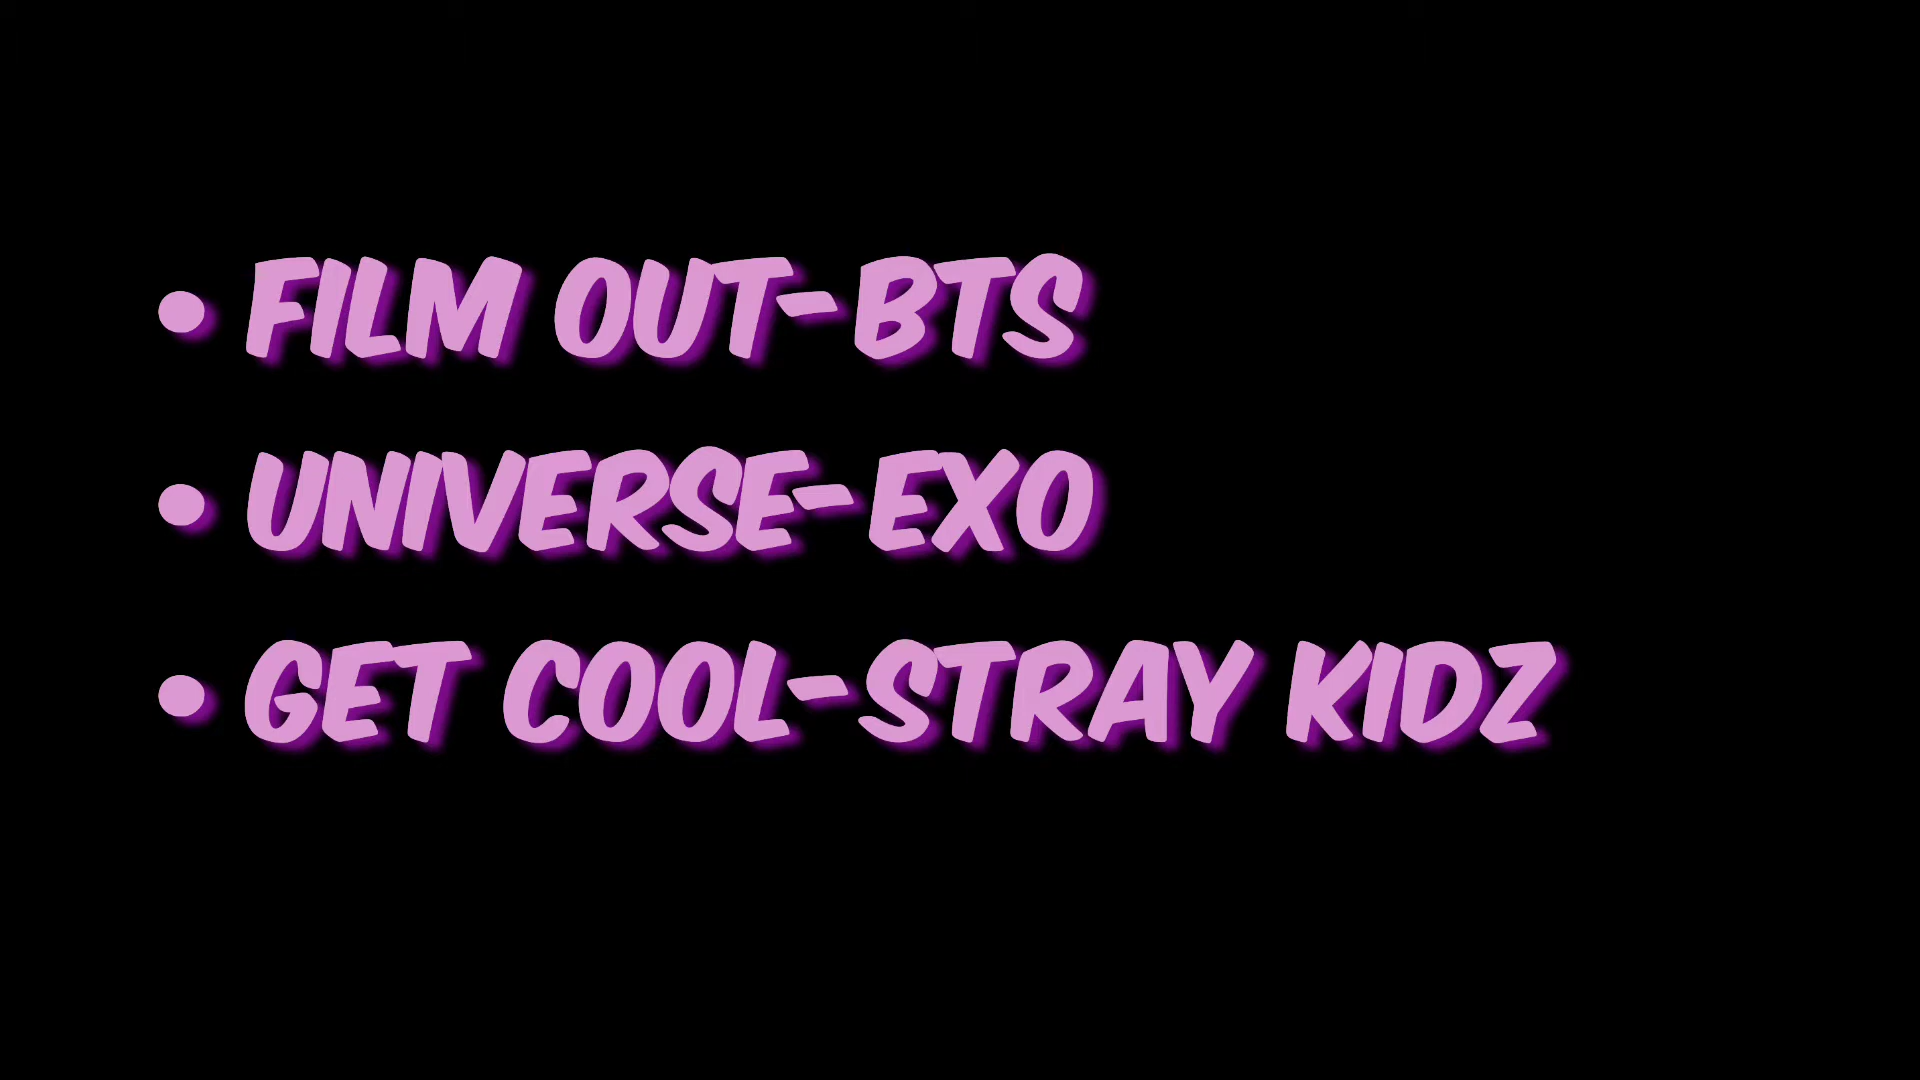 • FILM OUT-BTS
• UNIVERSE-EXO
• GET COOL-STRAY KIDZ